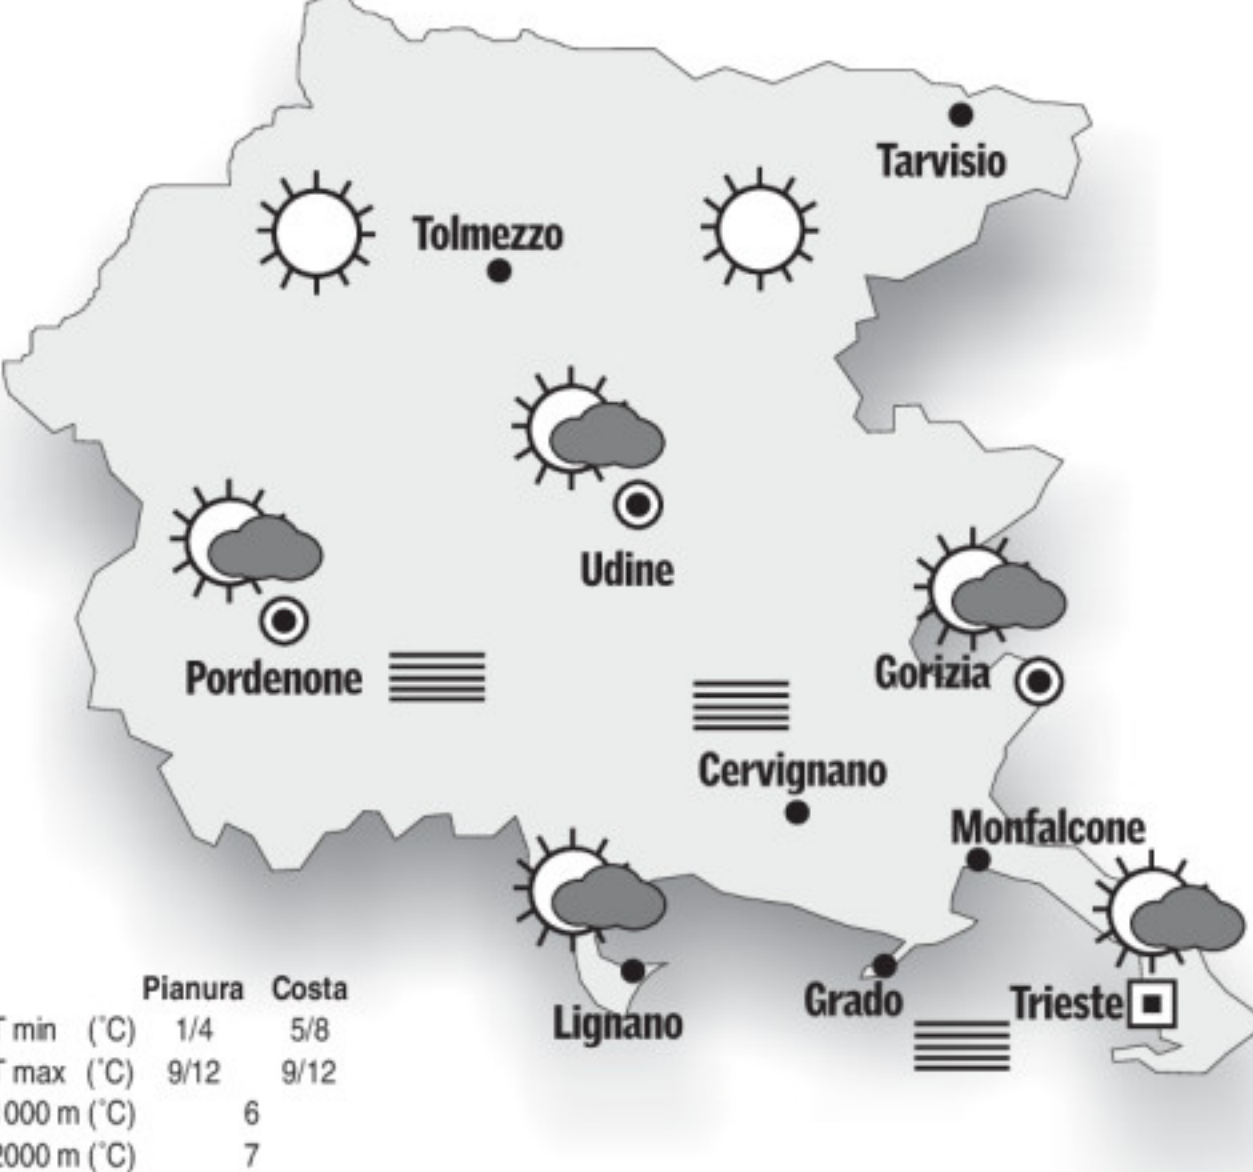 Tarvisio
Tolmezzo
Udine
Pordenone
Gorizia
Cervignano
Monfalcone
Grado
Trieste
Lignano
Pianura Costa
T min (°C) 1/4 5/8
T max (°C) 9/12 9/12
000 m (°C) 6
2000 m (°C) 7